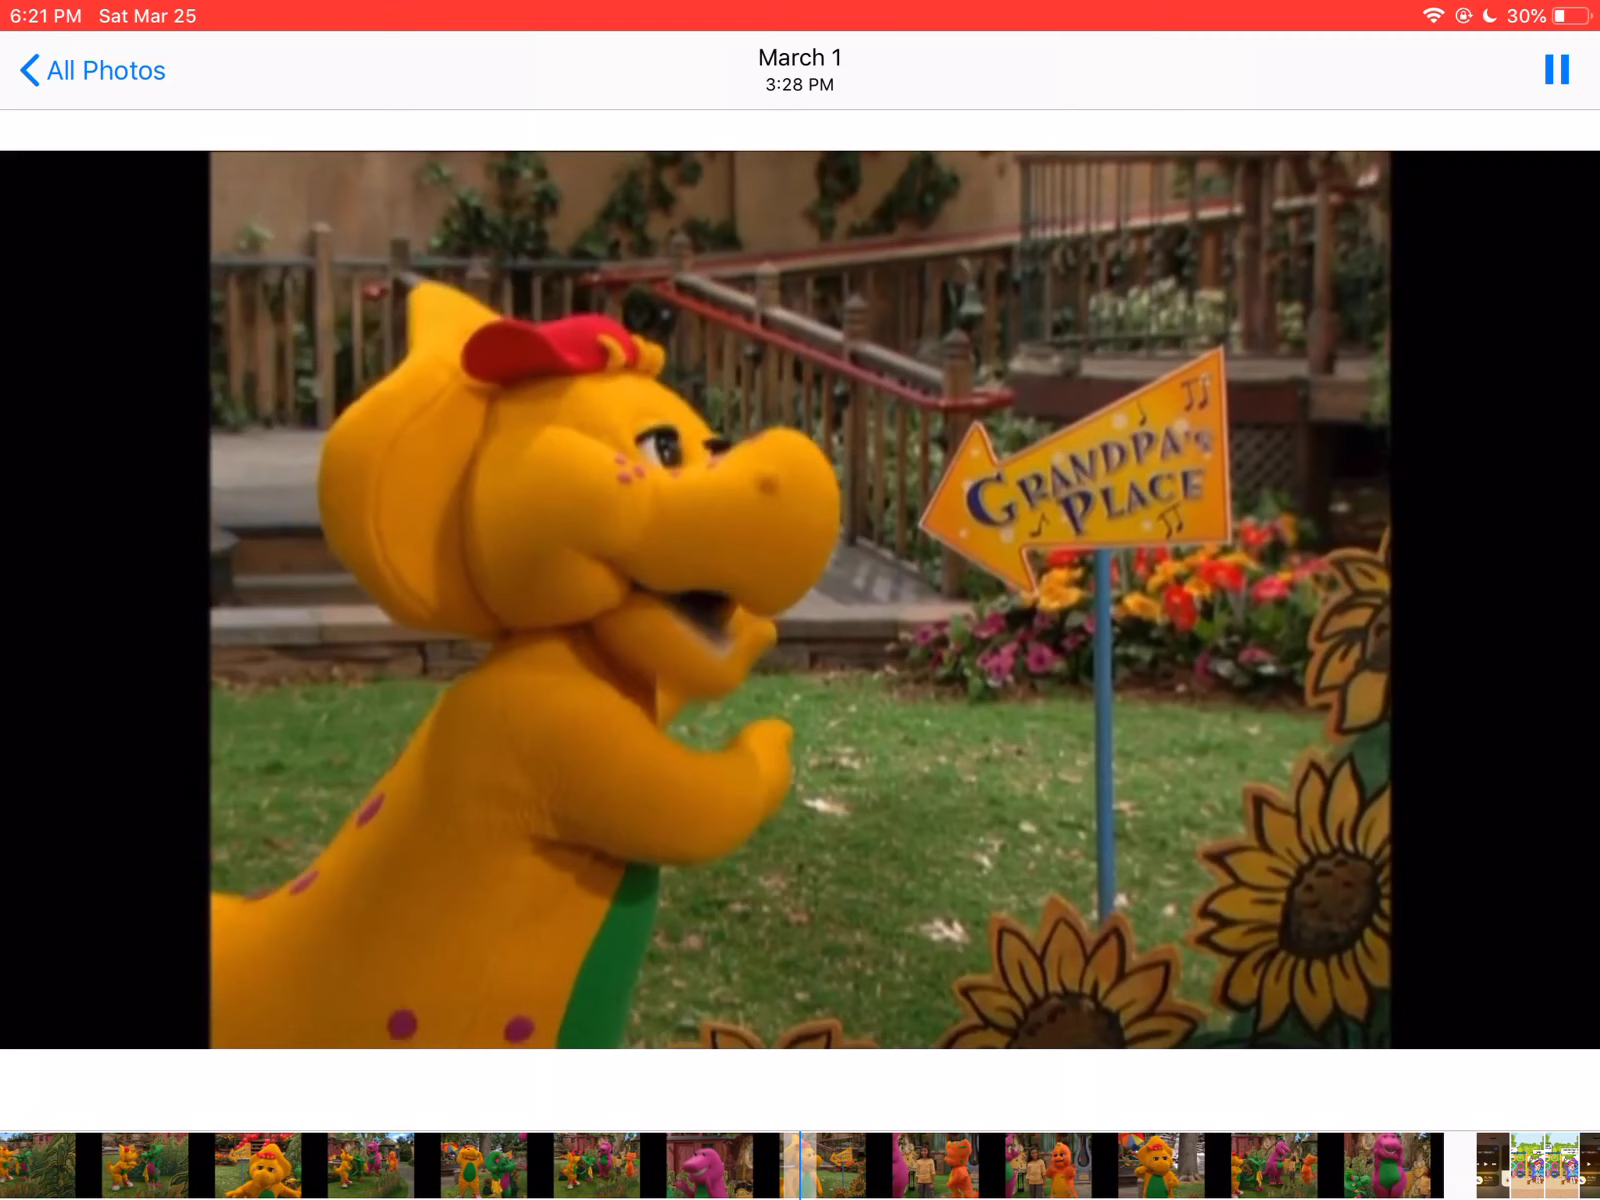 6:21 PM Sat Mar 25
30%
All Photos
March 1
3:28 PM
GRANDPA'S
PLACE